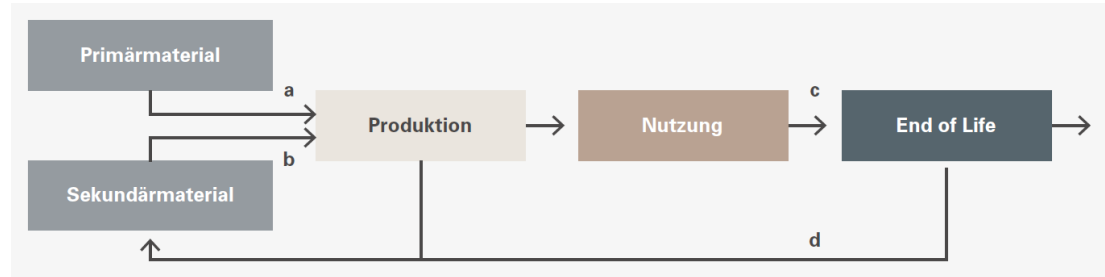 Primärmaterial
a
Produktion
Nutzung
c
End of Life
b
Sekundärmaterial
d